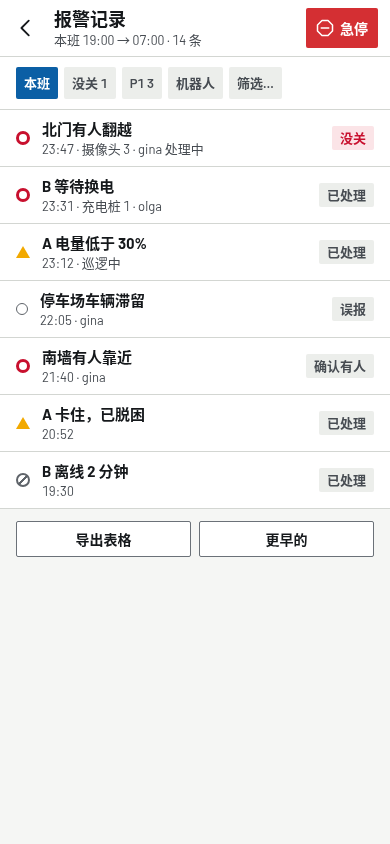 报警记录
本班 19:00 → 07:00 · 14 条
急停
本班
没关 1
P1 3
机器人
筛选...
北门有人翻越
23:47 · 摄像头 3 · gina 处理中
没关
B 等待换电
23:31 · 充电桩 1 · olga
已处理
A 电量低于 30%
23:12 · 巡逻中
已处理
停车场车辆滞留
22:05 · gina
误报
南墙有人靠近
21:40 · gina
确认有人
A 卡住，已脱困
20:52
已处理
B 离线 2 分钟
19:30
已处理
导出表格
更早的